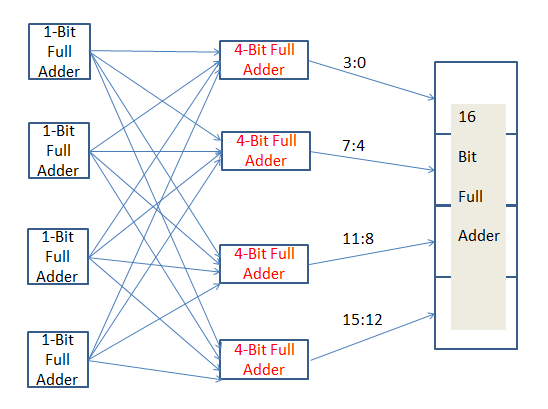 1-Bit
Full
Adder
4-Bit Full
Adder
3:0
1-Bit
Full
Adder
4-Bit Full
Adder
7:4
1-Bit
Full
Adder
4-Bit Full
Adder
11:8
1-Bit
Full
Adder
4-Bit Full
Adder
15:12
16
Bit
Full
Adder